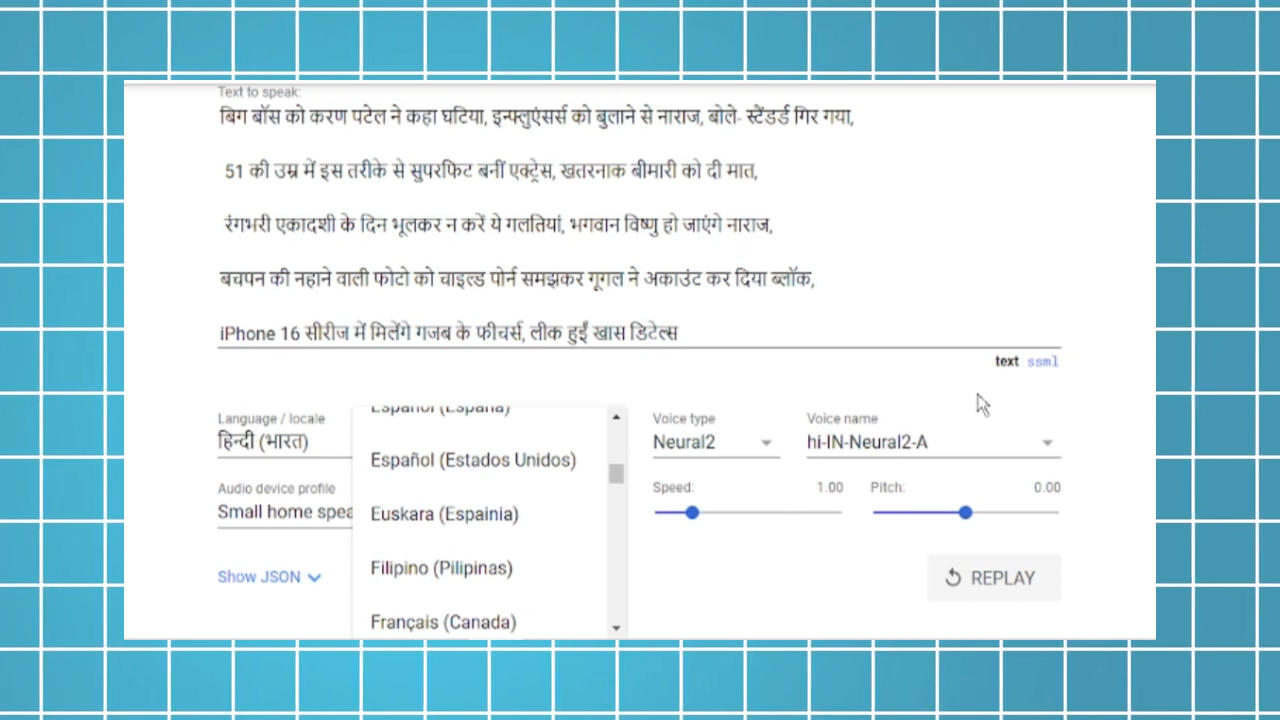 Text to speak:
बिग बॉस को करण पटेल ने कहा घटिया, इन्फ्लुएंसर्स को बुलाने से नाराज, बोले- स्टेंडर्ड गिर गया,
51 की उम्र में इस तरीके से सुपरफिट बनीं एक्ट्रेस, खतरनाक बीमारी को दी मात,
रंगभरी एकादशी के दिन भूलकर न करें ये गलतियां, भगवान विष्णु हो जाएंगे नाराज,
बचपन की नहाने वाली फोटो को चाइल्ड पोर्न समझकर गूगल ने अकाउंट कर दिया ब्लॉक,
iPhone 16 सीरीज में मिलेंगे गजब के फीचर्स, लीक हुईं खास डिटेल्स
text ssml
Language / locale
हिन्दी (भारत)
Español (España)
Español (Estados Unidos)
Euskara (Espainia)
Filipino (Pilipinas)
Français (Canada)
Voice type
Neural2
Voice name
hi-IN-Neural2-A
Audio device profile
Small home
Speed: 1.00
Pitch: 0.00
Show JSON
REPLAY